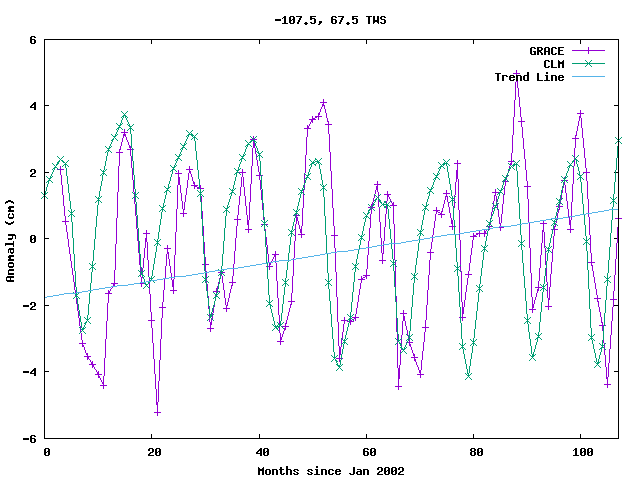 -107.5, 67.5 TWS
GRACE
CLM
Trend Line
6
4
2
0
-2
-4
-6
Anomaly (cm)
0 20 40 60 80 100
Months since Jan 2002